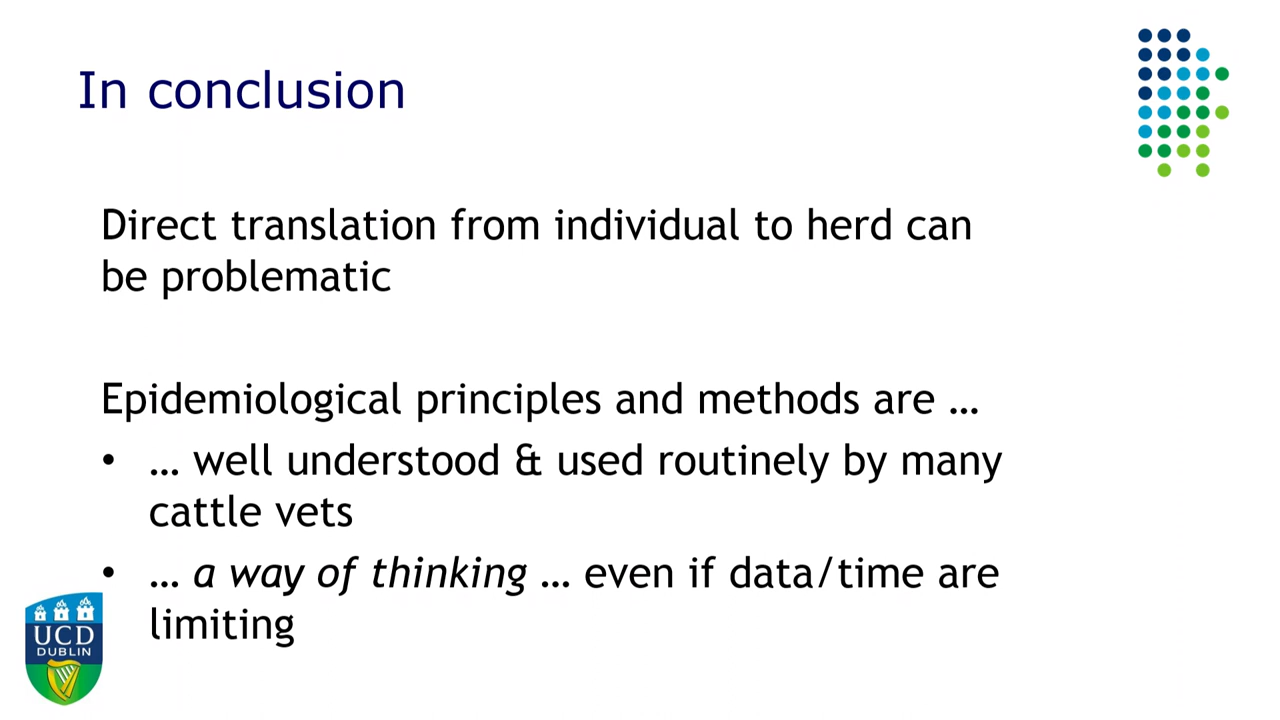 In conclusion
Direct translation from individual to herd can
be problematic
Epidemiological principles and methods are …
• … well understood & used routinely by many
cattle vets
• … a way of thinking … even if data/time are
limiting
UCD
DUBLIN